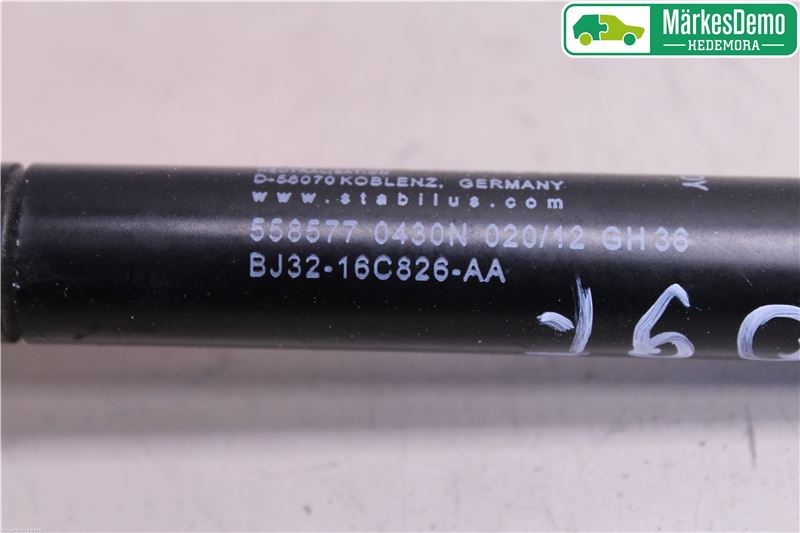 MärkesDemo
HEDEMORA
D-56070 KOBLENZ, GERMANY
www.stabilus.com
558577 0430N 020/12 GH36
BJ32-16C826-AA